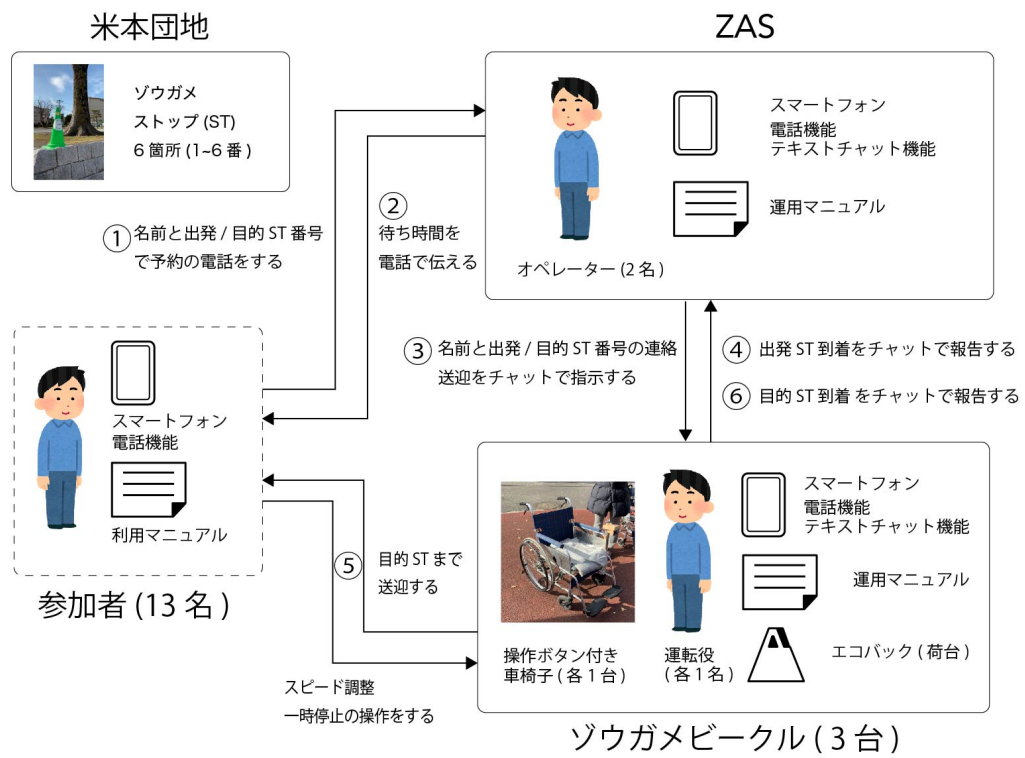 米本団地
ZAS
ゾウガメ
ストップ (ST)
6 箇所 (1~6 番 )
スマートフォン
電話機能
テキストチャット機能
運用マニュアル
オペレーター (2 名 )
① 名前と出発 / 目的 ST 番号
で予約の電話をする
②
待ち時間を
電話で伝える
③ 名前と出発 / 目的 ST 番号の連絡
送迎をチャットで指示する
④ 出発 ST 到着をチャットで報告する
⑥ 目的 ST 到着 をチャットで報告する
スマートフォン
電話機能
利用マニュアル
参加者 (13 名 )
⑤ 目的 ST まで
送迎する
スピード調整
一時停止の操作をする
スマートフォン
電話機能
テキストチャット機能
運用マニュアル
エコバック ( 荷台 )
操作ボタン付き
車椅子 ( 各 1 台 )
運転役
( 各 1 名 )
ゾウガメビークル ( 3 台 )